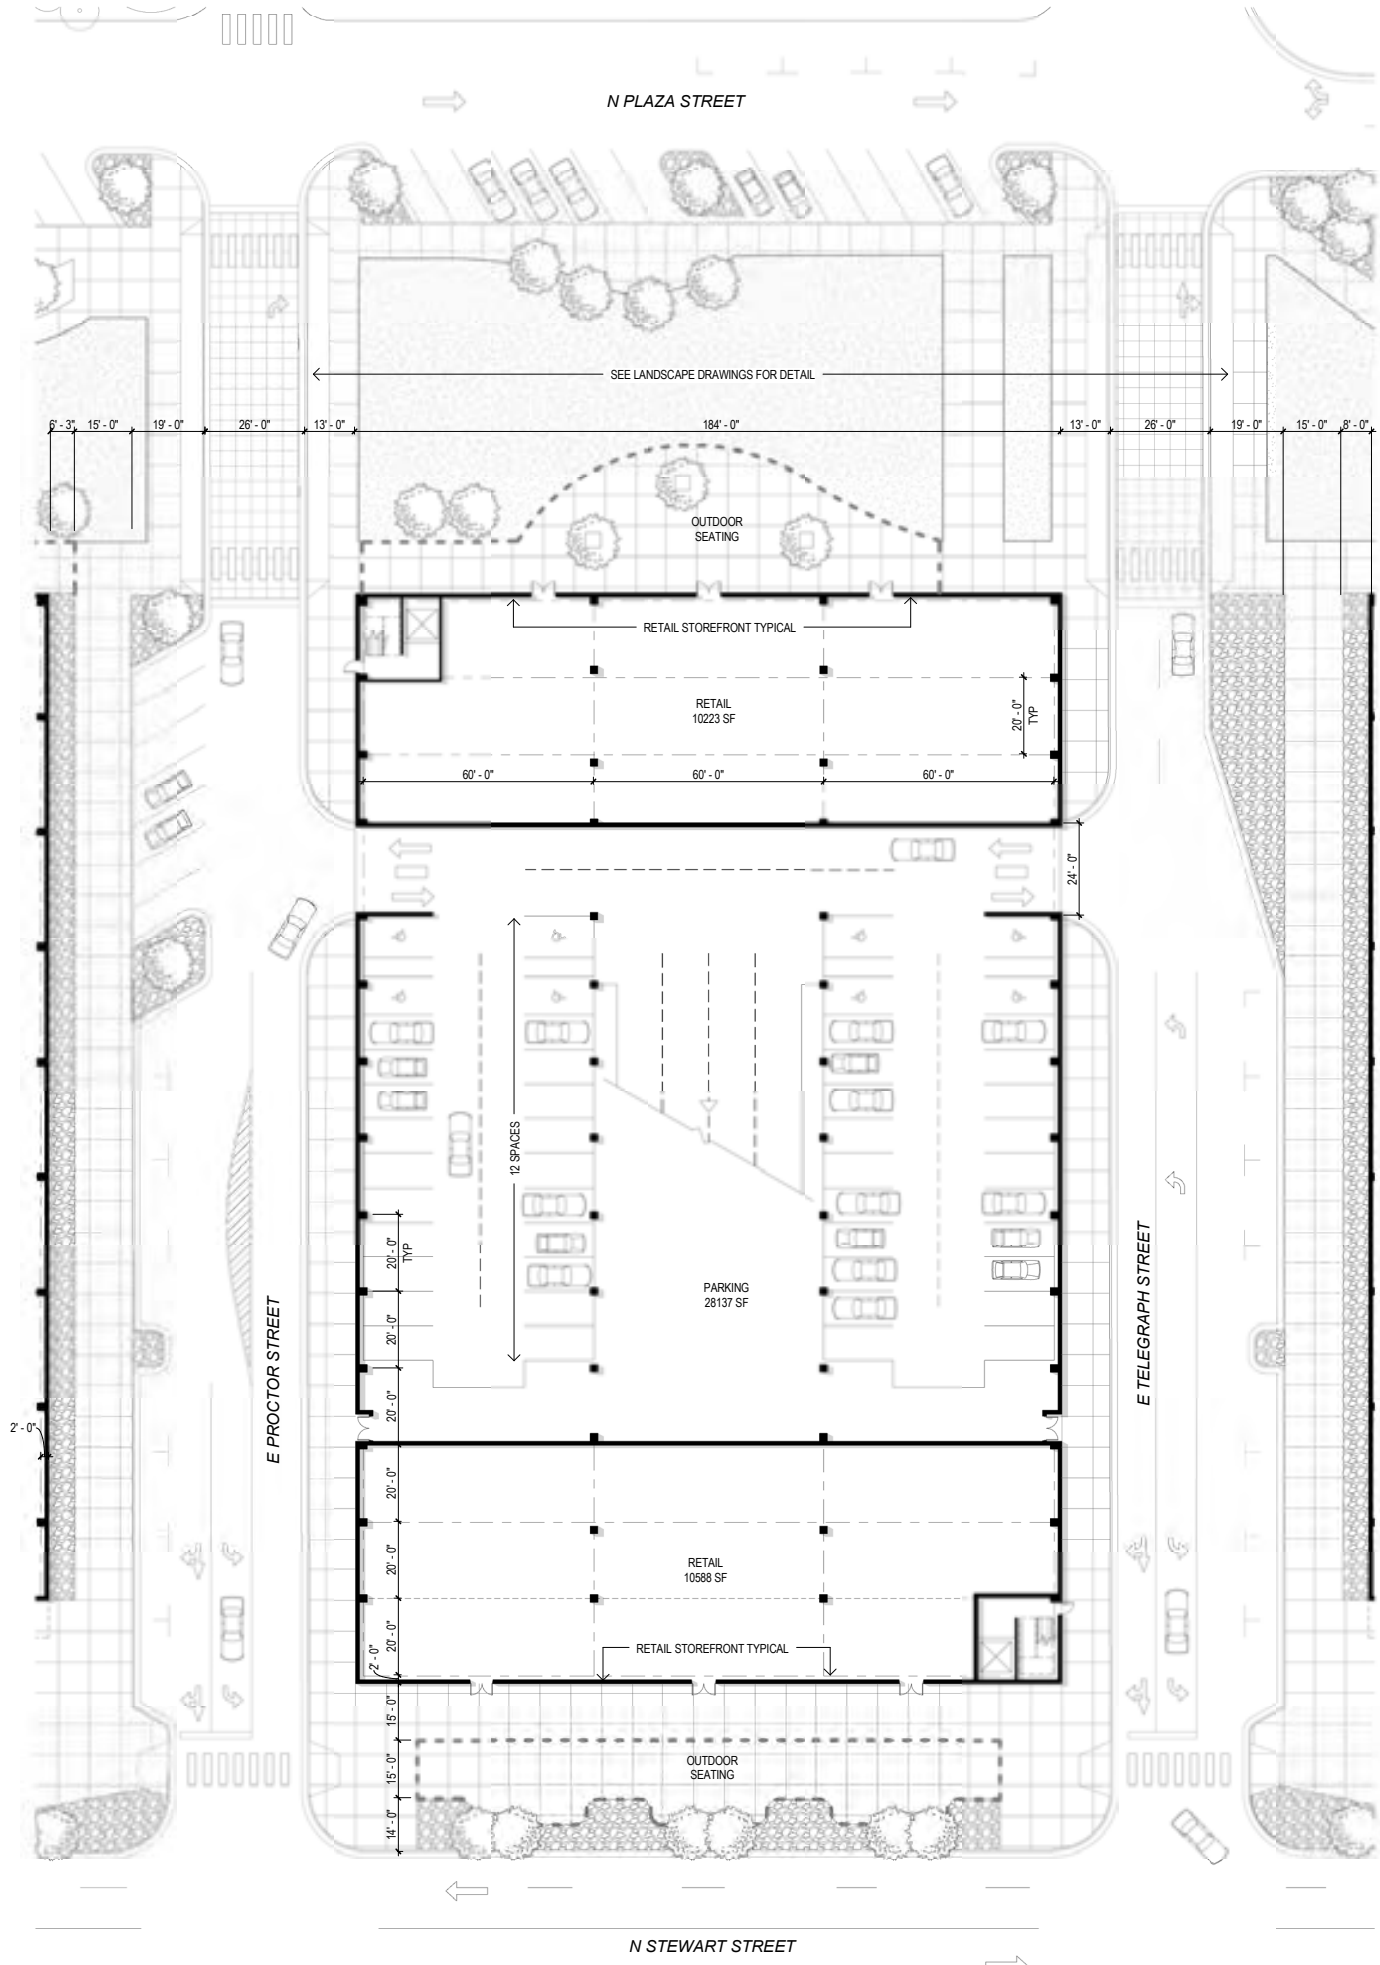 N PLAZA STREET
SEE LANDSCAPE DRAWINGS FOR DETAIL
6' - 3"
15' - 0"
19' - 0"
26' - 0"
13' - 0"
184' - 0"
13' - 0"
26' - 0"
19' - 0"
15' - 0"
8' - 0"
OUTDOOR
SEATING
RETAIL STOREFRONT TYPICAL
RETAIL
10223 SF
20' - 0"
TYP
60' - 0"
60' - 0"
60' - 0"
24' - 0"
12 SPACES
20' - 0"
TYP
PARKING
28137 SF
20' - 0"
20' - 0"
E PROCTOR STREET
E TELEGRAPH STREET
2' - 0"
20' - 0"
20' - 0"
RETAIL
10588 SF
20' - 0"
2' - 0"
RETAIL STOREFRONT TYPICAL
15' - 0"
15' - 0"
OUTDOOR
SEATING
14' - 0"
N STEWART STREET